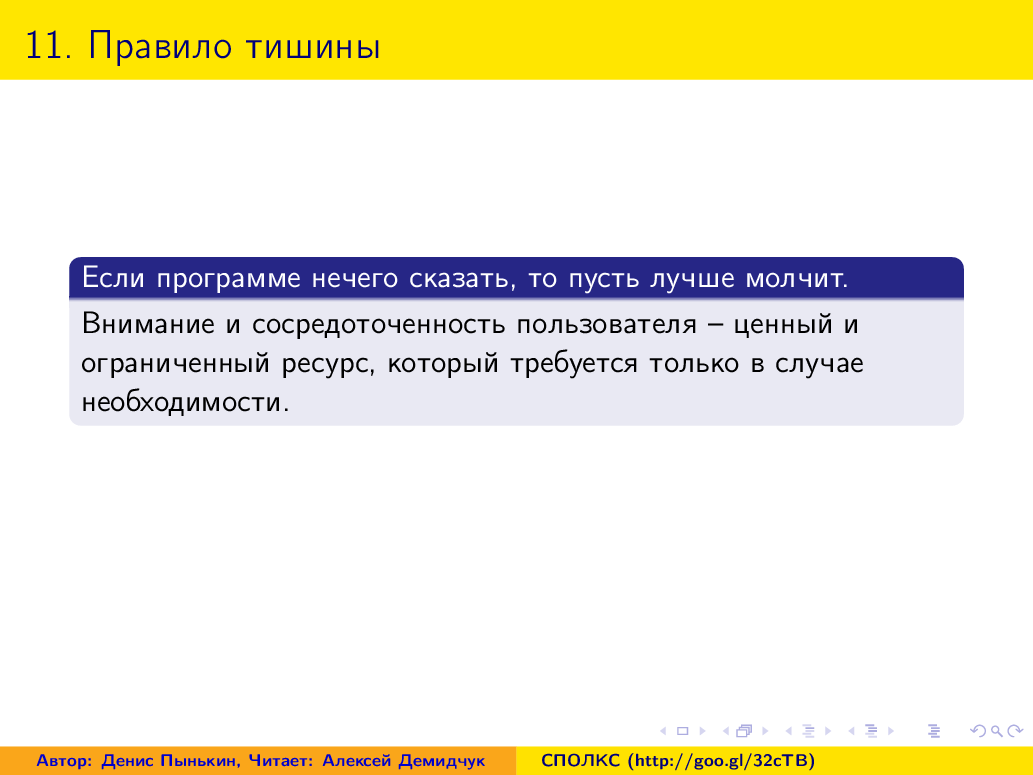 11. Правило тишины
Если программе нечего сказать, то пусть лучше молчит.
Внимание и сосредоточенность пользователя – ценный и
ограниченный ресурс, который требуется только в случае
необходимости.
Автор: Денис Пынькин, Читает: Алексей Демидчук
СПОЛКС (http://goo.gl/32cTB)